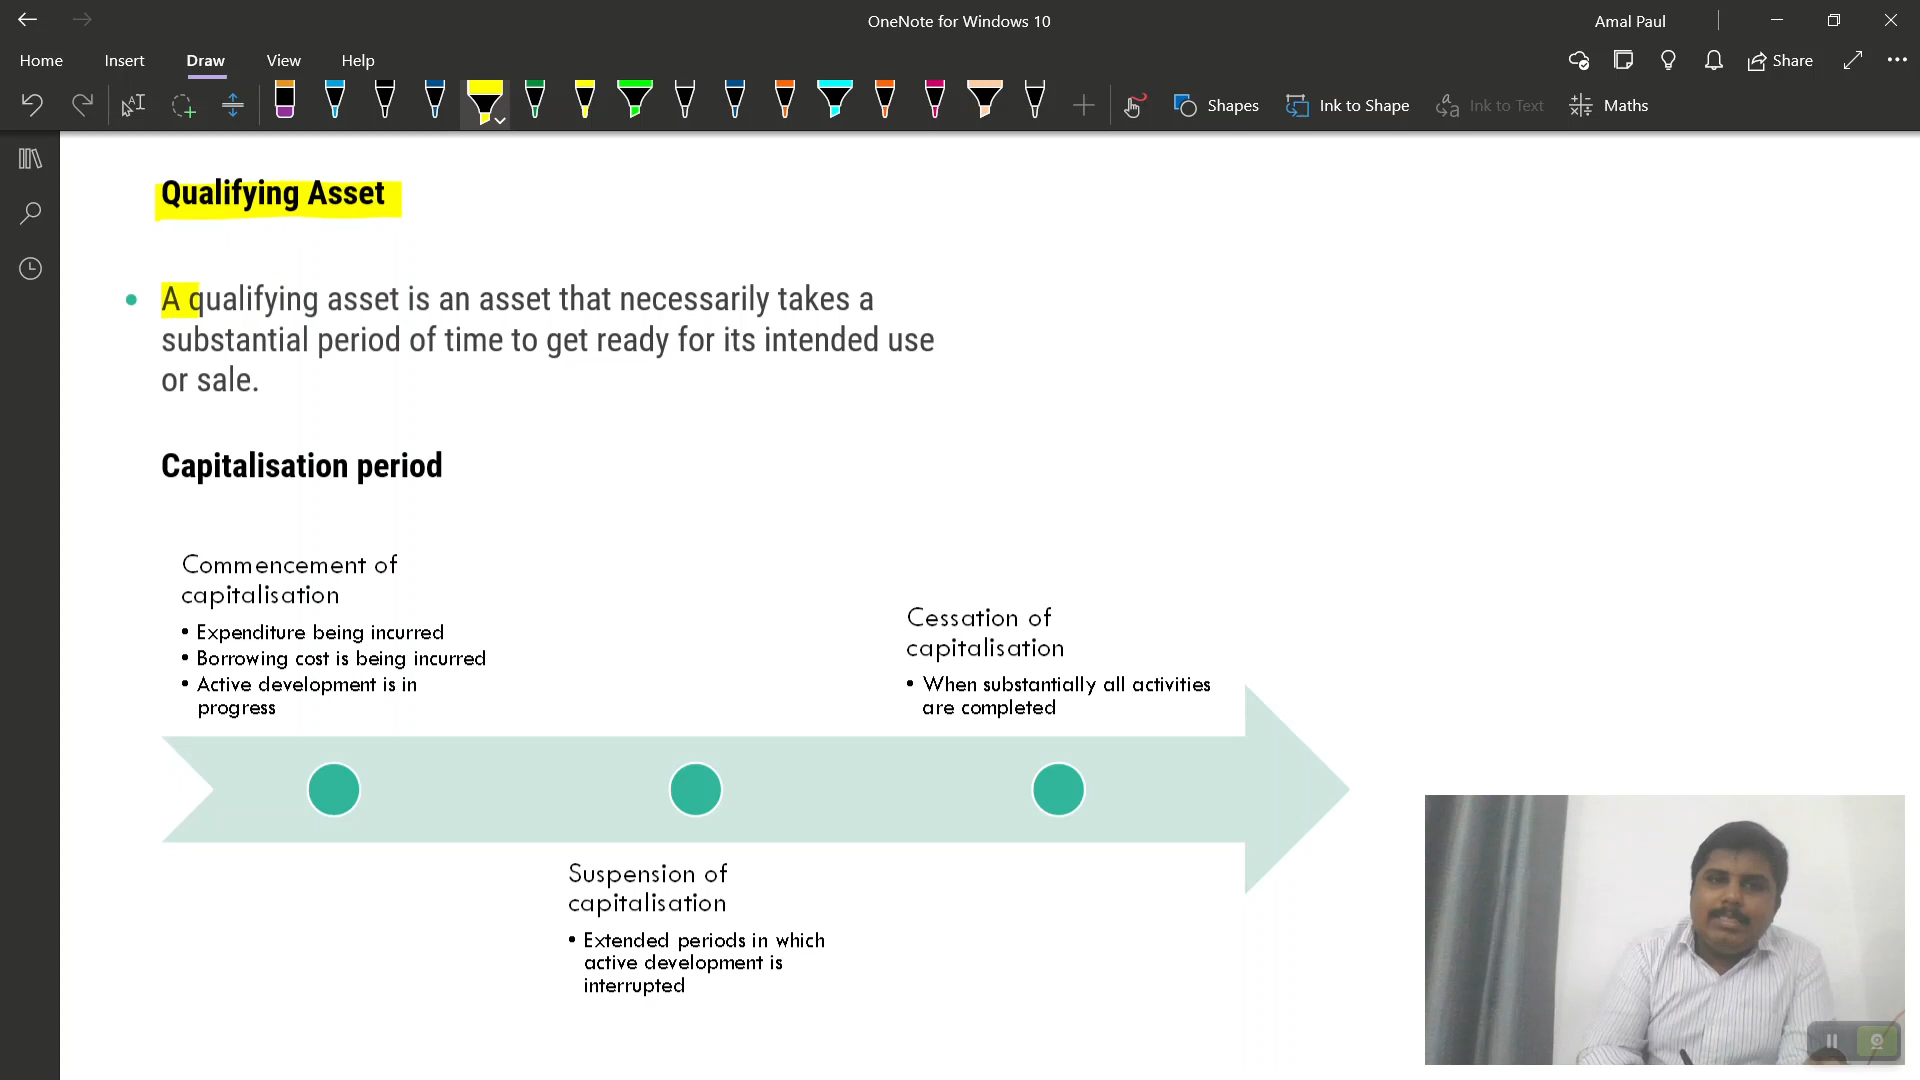 OneNote for Windows 10
Amal Paul
Home
Insert
Draw
View
Help
Share
Shapes
Ink to Shape
Ink to Text
Maths
Qualifying Asset
• A qualifying asset is an asset that necessarily takes a
substantial period of time to get ready for its intended use
or sale.
Capitalisation period
Commencement of
capitalisation
• Expenditure being incurred
• Borrowing cost is being incurred
• Active development is in
progress
Cessation of
capitalisation
• When substantially all activities
are completed
Suspension of
capitalisation
• Extended periods in which
active development is
interrupted